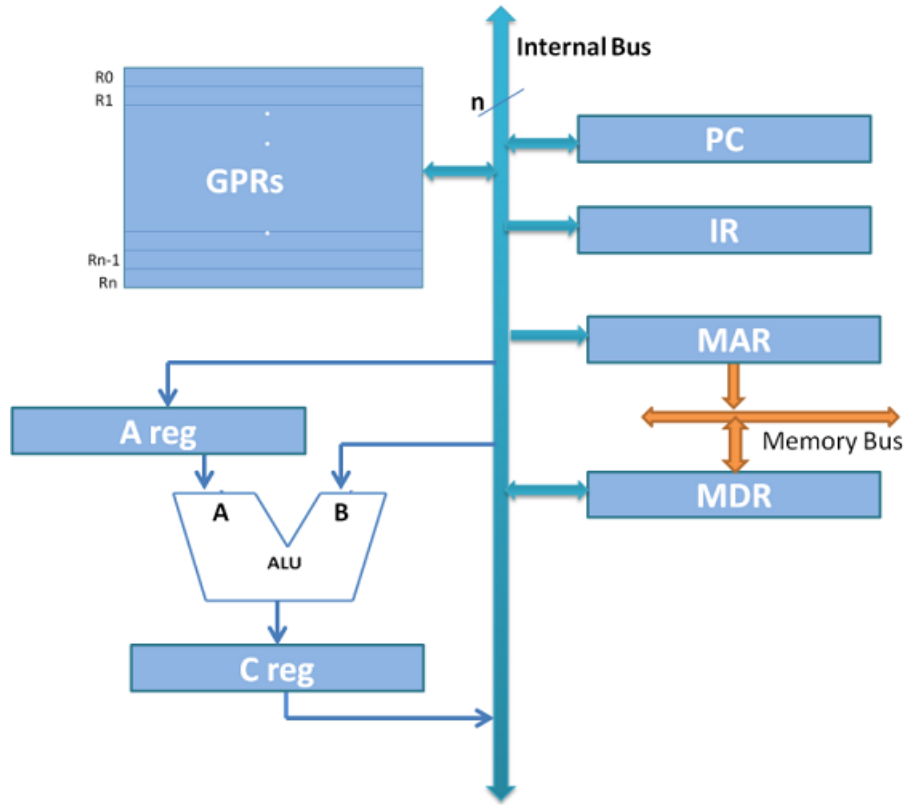 Internal Bus
n
R0
R1
GPRs
Rn-1
Rn
PC
IR
MAR
Memory Bus
MDR
A reg
A
B
ALU
C reg